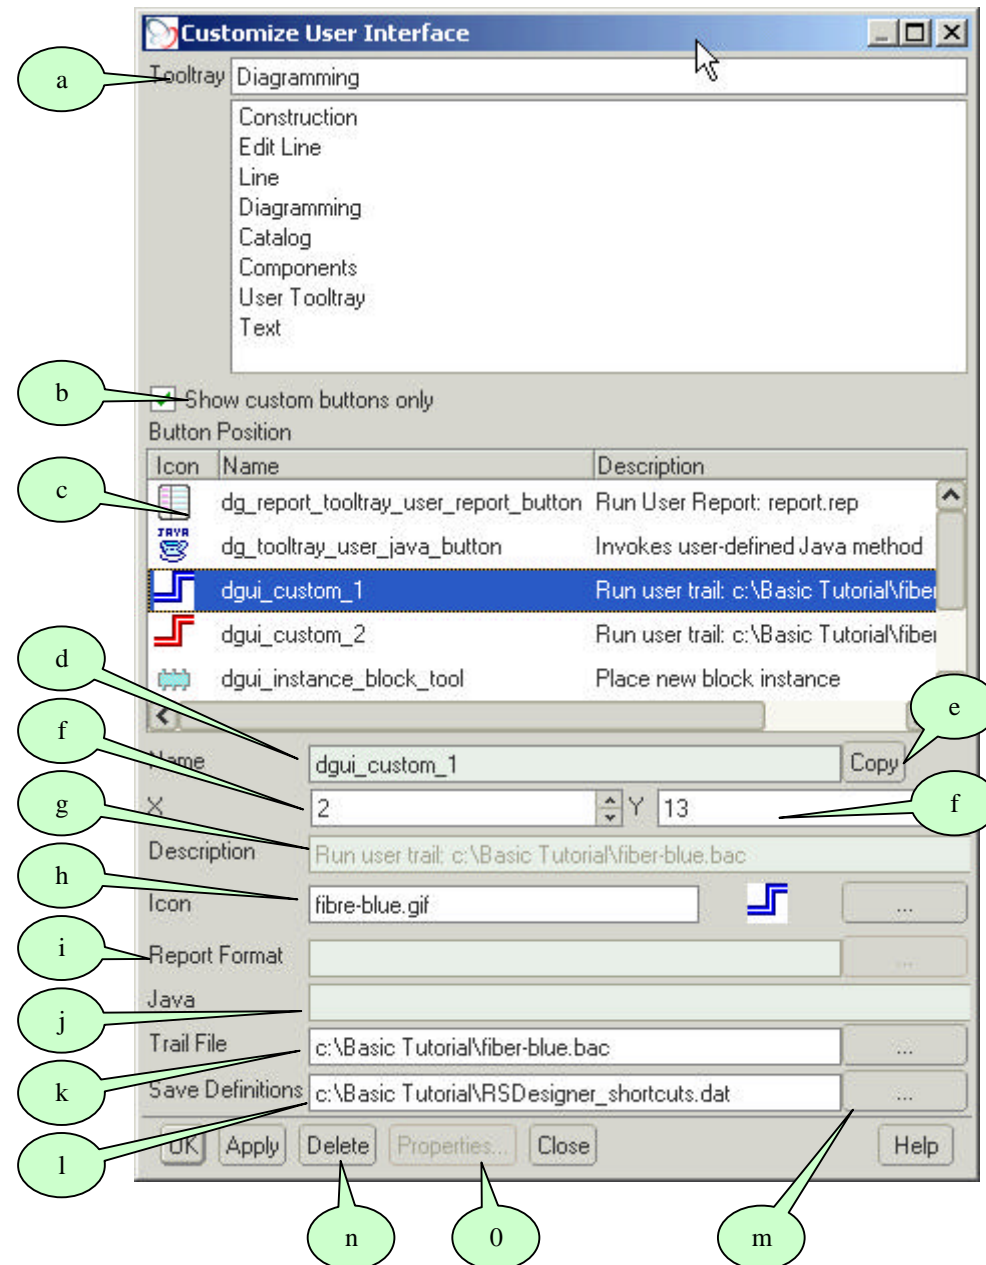 Customize User Interface
a
Tooltray Diagramming
Construction
Edit Line
Line
Diagramming
Catalog
Components
User Tooltray
Text
b
Show custom buttons only
Button Position
Icon Name Description
c
dg_report_tooltray_user_report_button Run User Report: report.rep
JAVA
dg_tooltray_user_java_button Invokes user-defined Java method
dgui_custom_1 Run user trail: c:\Basic Tutorial\fiber
dgui_custom_2 Run user trail: c:\Basic Tutorial\fiber
d
dgui_instance_block_tool Place new block instance
e
f
Name dgui_custom_1 Copy
X 2 Y 13
f
g
Description Run user trail: c:\Basic Tutorial\fiber-blue.bac
h
Icon fibre-blue.gif ...
i
Report Format ...
Java
j
Trail File c:\Basic Tutorial\fiber-blue.bac ...
k
Save Definitions c:\Basic Tutorial\RSDesigner_shortcuts.dat ...
OK Apply Delete Properties... Close Help
l
n 0 m